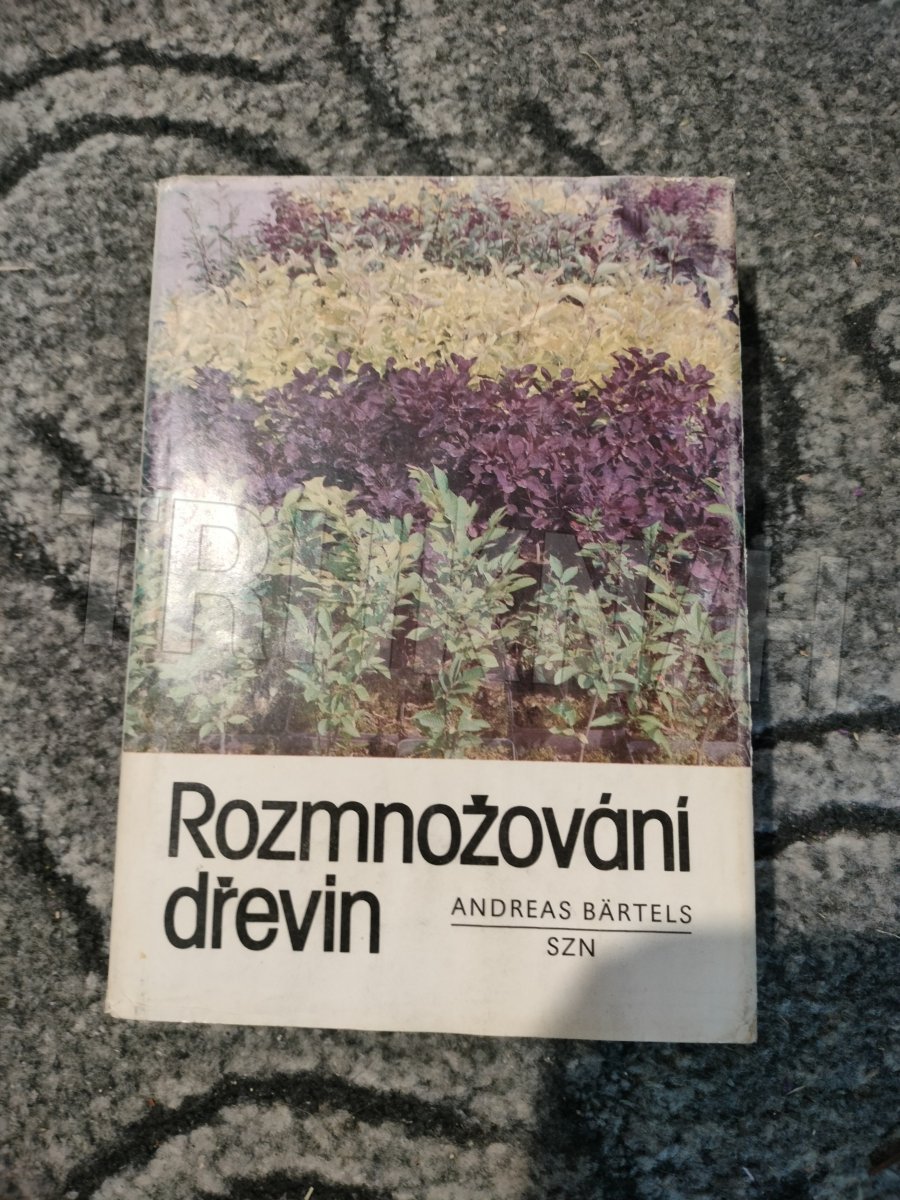 Rozmnožování
dřevin
ANDREAS BÄRTELS
SZN